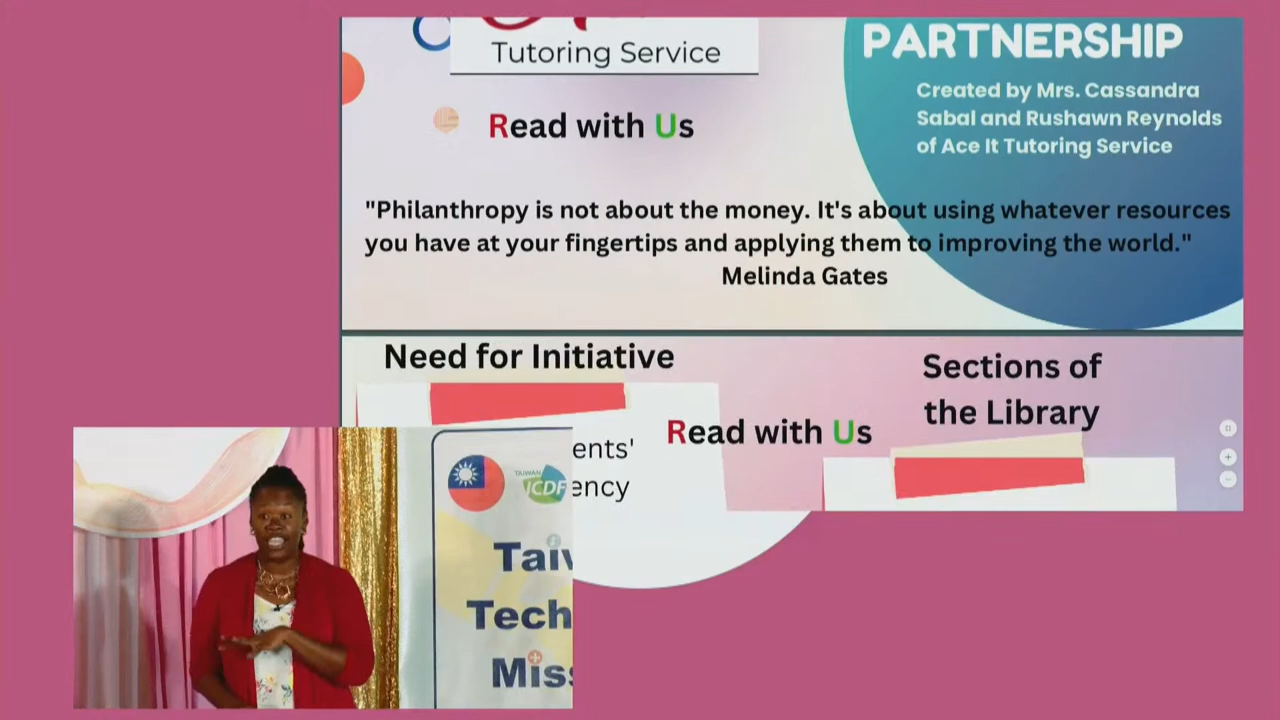 Tutoring Service
PARTNERSHIP
Created by Mrs. Cassandra
Sabal and Rushawn Reynolds
of Ace It Tutoring Service
Read with Us
"Philanthropy is not about the money. It's about using whatever resources
you have at your fingertips and applying them to improving the world."
Melinda Gates
Need for Initiative
Sections of
the Library
Read with Us
ents'
ency
TAIWAN
ICDF
Taiw
Tech
Miss